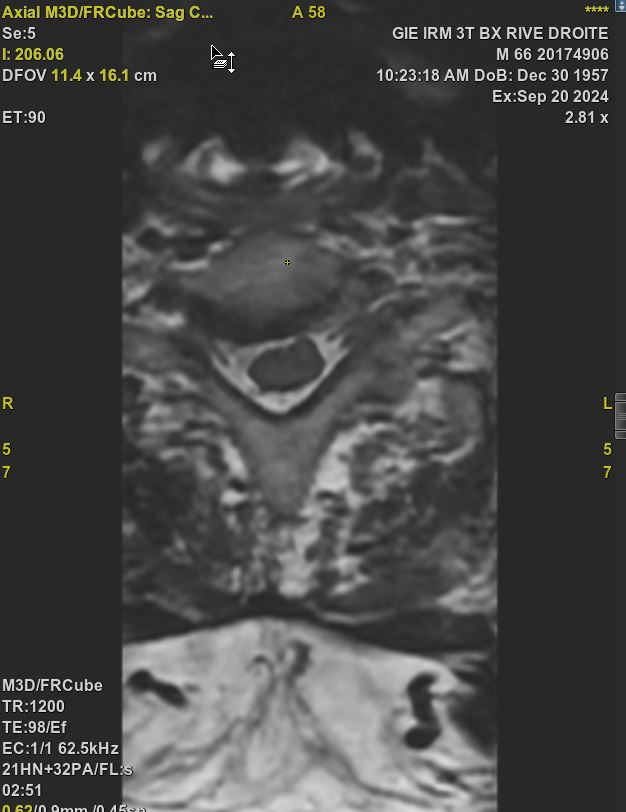 Axial M3D/FRCube: Sag C...
A 58
****
Se:5
GIE IRM 3T BX RIVE DROITE
I: 206.06
M 66 20174906
DFOV 11.4 x 16.1 cm
10:23:18 AM DoB: Dec 30 1957
Ex:Sep 20 2024
ET:90
2.81 x
R
L
5
5
7
7
M3D/FRCube
TR:1200
TE:98/Ef
EC:1/1 62.5kHz
21HN+32PA/FL:s
02:51